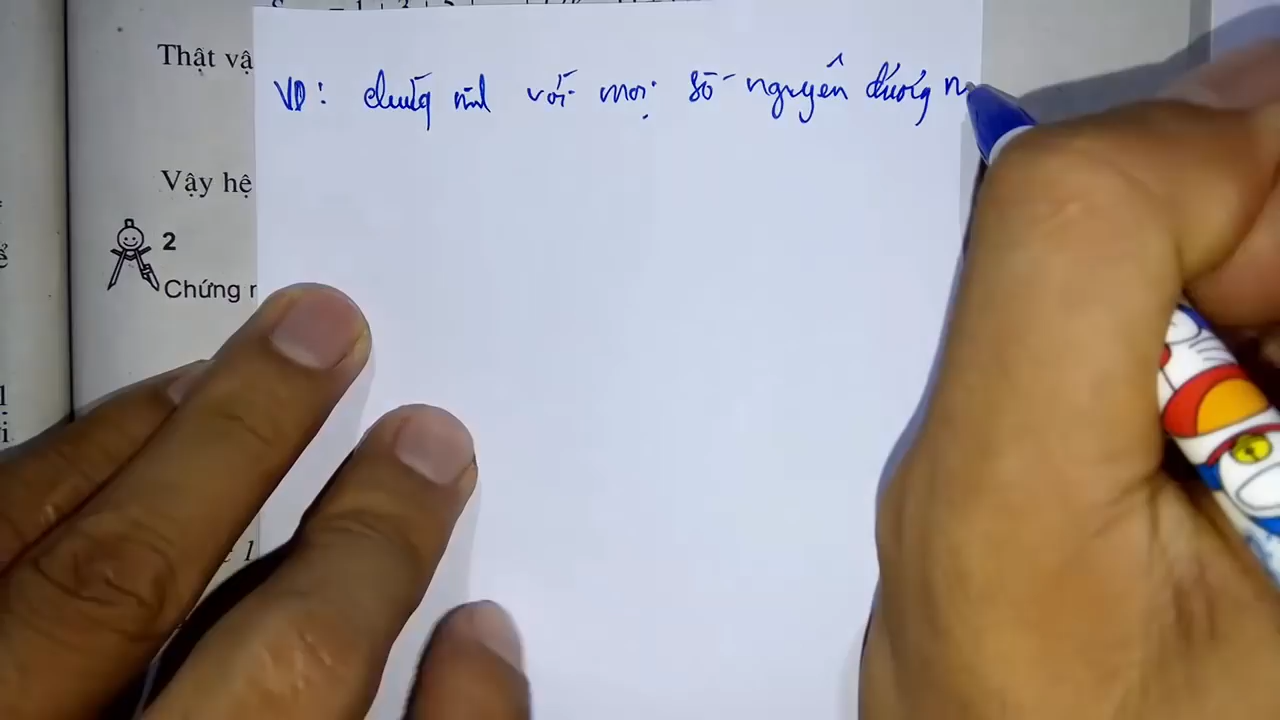 Thật vậ
VD: chứng minh với mọi số nguyên dương n
Vậy hệ
2
Chứng r